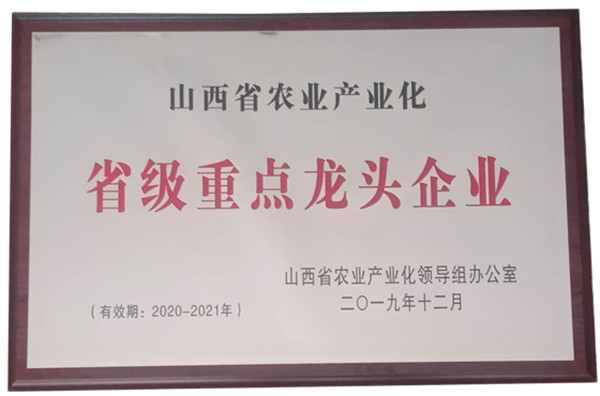 山西省农业产业化
省级重点龙头企业
山西省农业产业化领导组办公室
（有效期：2020-2021年）
二〇一九年十二月